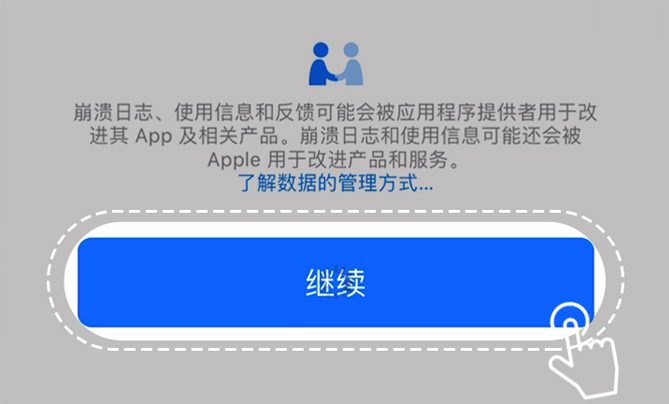 崩溃日志、使用信息和反馈可能会被应用程序提供者用于改
进其 App 及相关产品。崩溃日志和使用信息可能还会被
Apple 用于改进产品和服务。
了解数据的管理方式...
继续